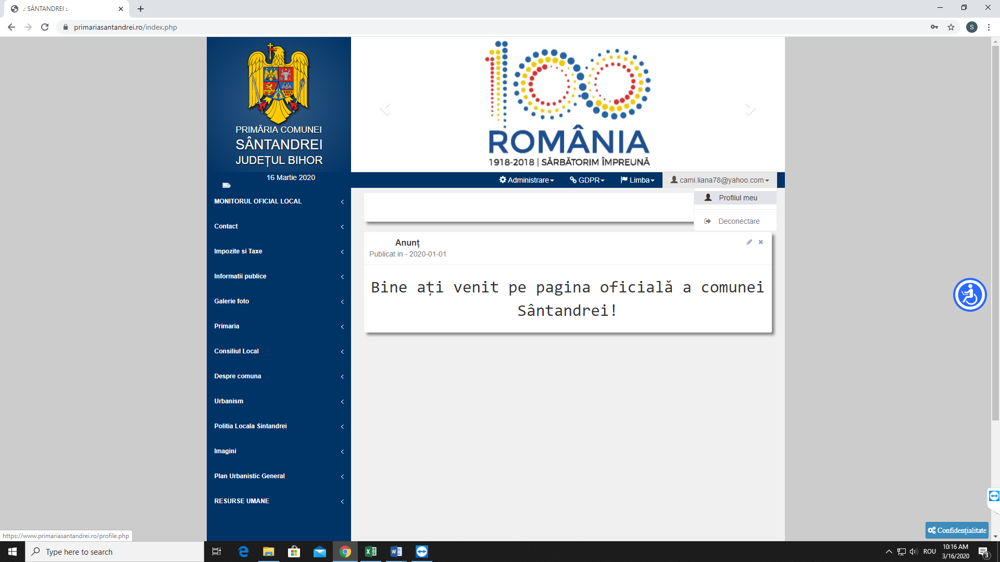 .: SÂNTANDREI :.
primariasantandrei.ro/index.php
S
PRIMĂRIA COMUNEI
SÂNTANDREI
JUDEȚUL BIHOR
100
ROMÂNIA
1918-2018 | SĂRBĂTORIM ÎMPREUNĂ
16 Martie 2020
Administrare
GDPR
Limba
cami.liana78@yahoo.com
Profilul meu
Deconectare
MONITORUL OFICIAL LOCAL
Contact
Impozite si Taxe
Informatii publice
Galerie foto
Primaria
Consiliul Local
Despre comuna
Urbanism
Politia Locala Sintandrei
Imagini
Plan Urbanistic General
RESURSE UMANE
Anunț
Publicat in - 2020-01-01
Bine ați venit pe pagina oficială a comunei
Sântandrei!
Confidențialitate
https://www.primariasantandrei.ro/profile.php
Type here to search
ROU
10:16 AM
3/16/2020
3